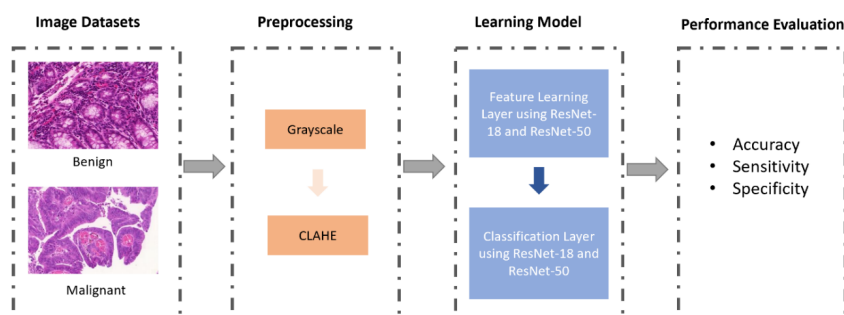 Image Datasets
Benign
Malignant
Preprocessing
Grayscale
CLAHE
Learning Model
Feature Learning
Layer using ResNet-
18 and ResNet-50
Classification Layer
using ResNet-18 and
ResNet-50
Performance Evaluation
• Accuracy
• Sensitivity
• Specificity